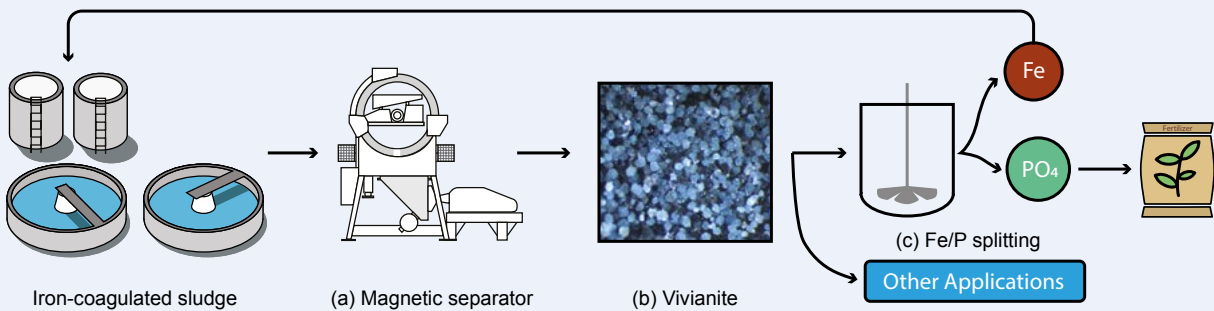 Fe
Fertilizer
PO₄
(c) Fe/P splitting
Other Applications
Iron-coagulated sludge
(a) Magnetic separator
(b) Vivianite